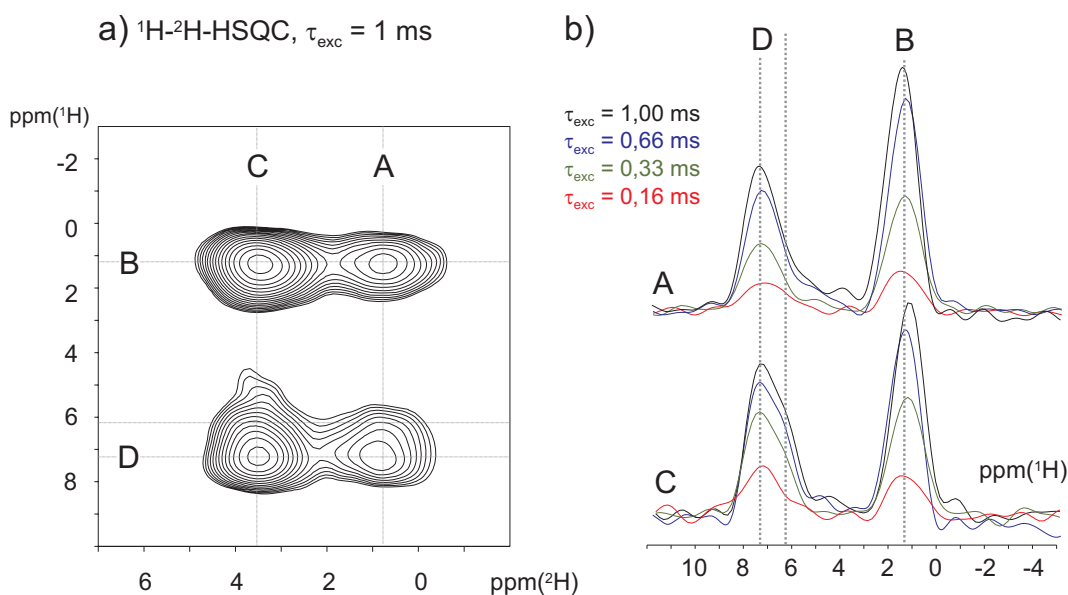 a) ¹H-²H-HSQC, τexc = 1 ms
ppm(¹H)
C A
-2
0
B
2
4
6
D
8
6 4 2 0 ppm(²H)
b)
D B
τexc = 1,00 ms
τexc = 0,66 ms
τexc = 0,33 ms
τexc = 0,16 ms
A
C
ppm(¹H)
10 8 6 4 2 0 -2 -4